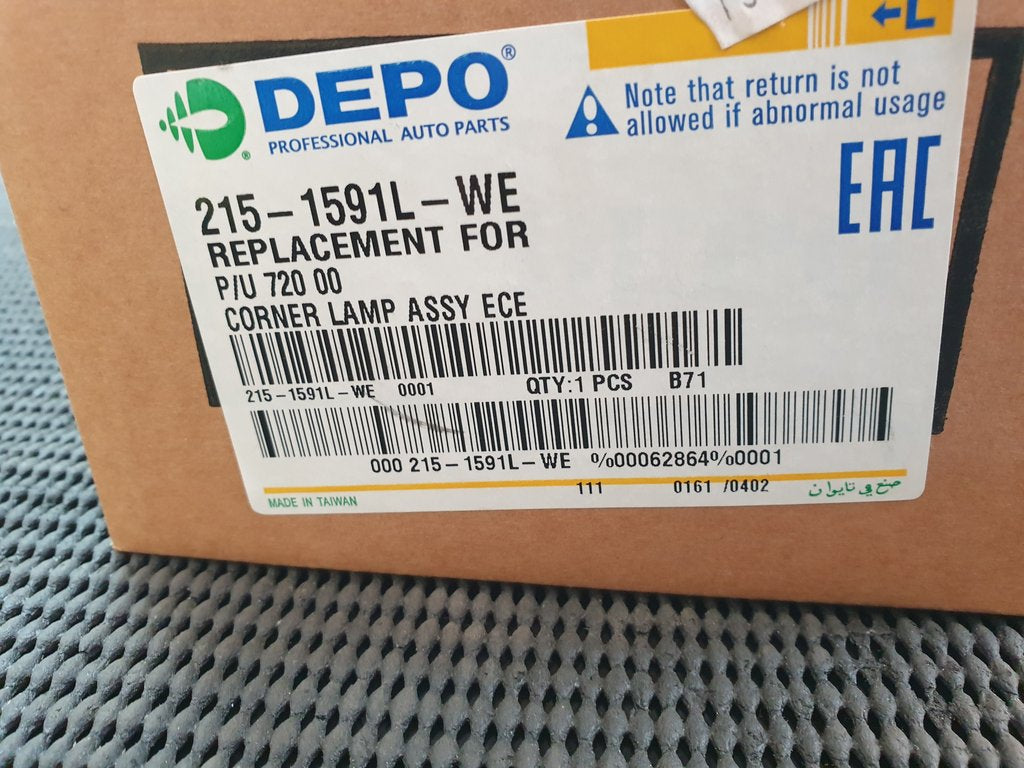 ←L
DEPO®
PROFESSIONAL AUTO PARTS
®
Note that return is not
allowed if abnormal usage
EAC
215-1591L-WE
REPLACEMENT FOR
P/U 720 00
CORNER LAMP ASSY ECE
215-1591L-WE 0001 QTY:1 PCS B71
000 215-1591L-WE %00062864%0001
111 0161 /0402
MADE IN TAIWAN
صنع في تايوان